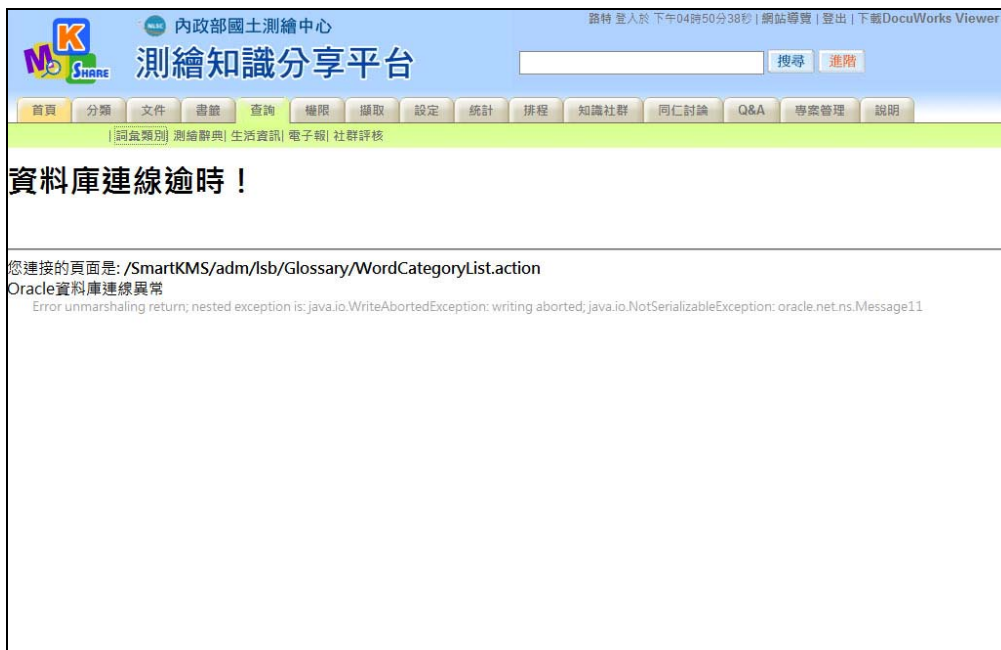 路特 登入於 下午04時50分38秒 | 網站導覽 | 登出 | 下載DocuWorks Viewer
MOI K SHARE
NLSC 內政部國土測繪中心
測繪知識分享平台
搜尋 進階
首頁 分類 文件 書籤 查詢 權限 擷取 設定 統計 排程 知識社群 同仁討論 Q&A 專案管理 說明
| 詞彙類別| 測繪辭典| 生活資訊| 電子報| 社群評核
資料庫連線逾時！
您連接的頁面是: /SmartKMS/adm/lsb/Glossary/WordCategoryList.action
Oracle資料庫連線異常
Error unmarshaling return; nested exception is: java.io.WriteAbortedException: writing aborted; java.io.NotSerializableException: oracle.net.ns.Message11